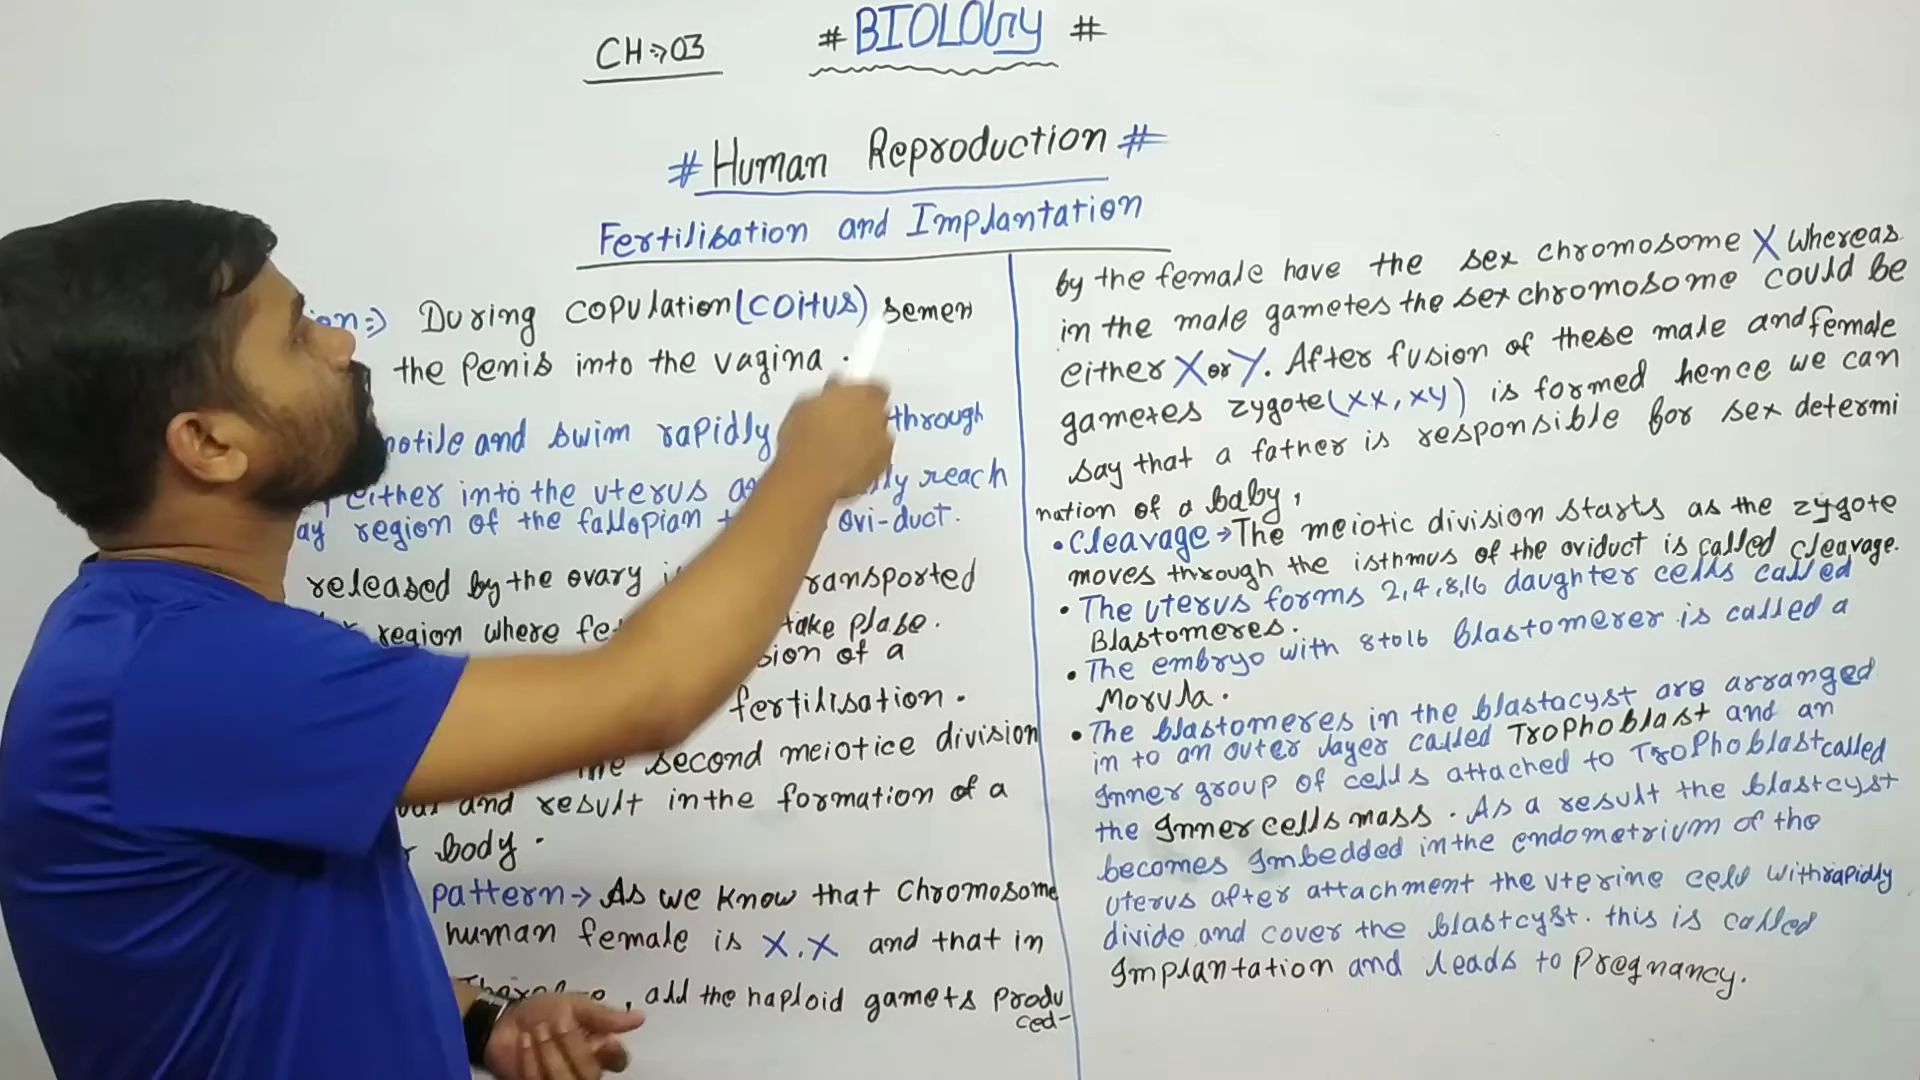 CH→03
# BIOLOGY #
# Human Reproduction #
Fertilisation and Implantation
ion⇒ During copulation (coitus) semen
the penis into the vagina.
motile and swim rapidly through
either into the uterus reach
region of the fallopian ovi-duct.
released by the ovary transported
region where take plase.
sion of a
fertilisation.
second meiotice division
and result in the formation of a
body.
pattern→ As we know that chromosome
human female is X.X and that in
, all the haploid gamets produ
ced-
by the female have the sex chromosome X whereas
in the male gametes the sex chromosome could be
either X or Y. After fusion of these male and female
gametes zygote (xx, xy) is formed hence we can
say that a father is responsible for sex determi
nation of a baby,
• Cleavage → The meiotic division starts as the zygote
moves through the isthmus of the oviduct is called cleavage.
• The uterus forms 2,4,8,16 daughter cells called
Blastomeres.
• The embryo with 8 to 16 blastomerer is called a
Morula.
• The blastomeres in the blastacyst are arranged
in to an outer layer called Trophoblast and an
Inner group of cells attached to Trophoblast called
the Inner cells mass. As a result the blastcyst
becomes Imbedded in the endometrium of the
uterus after attachment the uterine cell with rapidly
divide and cover the blastcyst. this is called
Implantation and leads to Pregnancy.